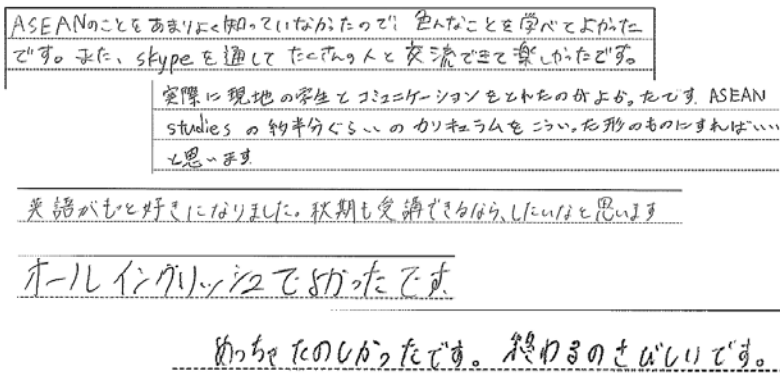 ASEANのことをあまりよく知っていなかったので、色んなことを学べてよかった
です。また、skypeを通してたくさんの人と交流できて楽しかったです。
実際に現地の学生とコミュニケーションをとれたのがよかったです。ASEAN
studiesの約半分ぐらいのカリキュラムをこういった形のものにすればいい
と思います
英語がもっと好きになりました。秋期も受講できるなら、したいなと思います
オールイングリッシュでよかったです。
めっちゃたのしかったです。終わるのさびしいです。